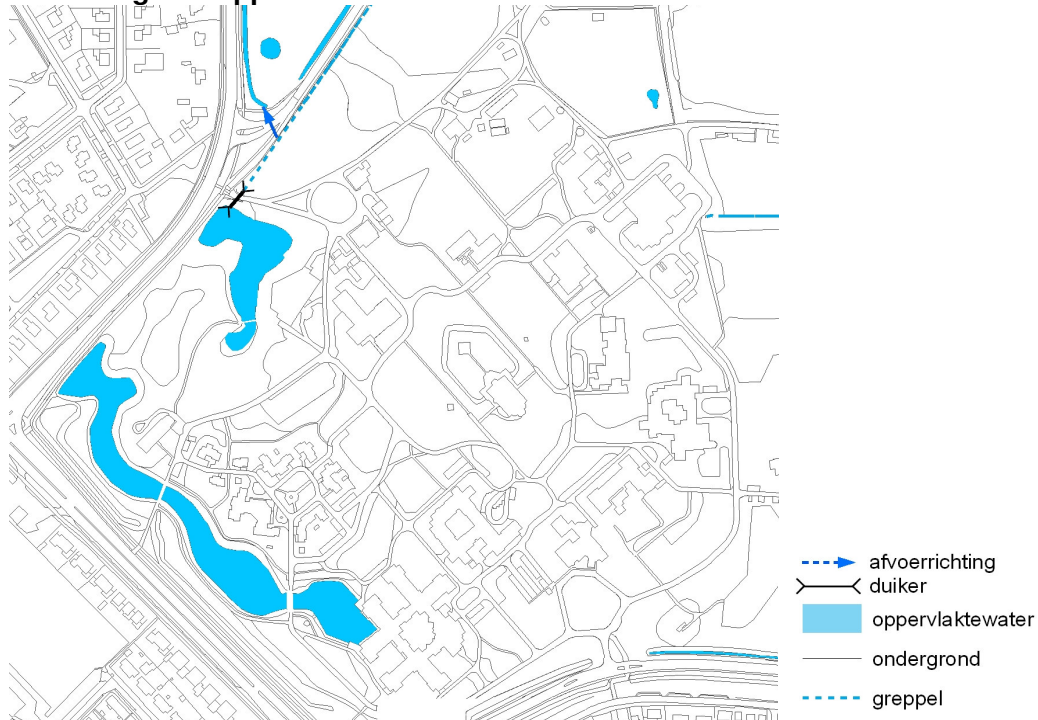 afvoerrichting
duiker
oppervlaktewater
ondergrond
greppel